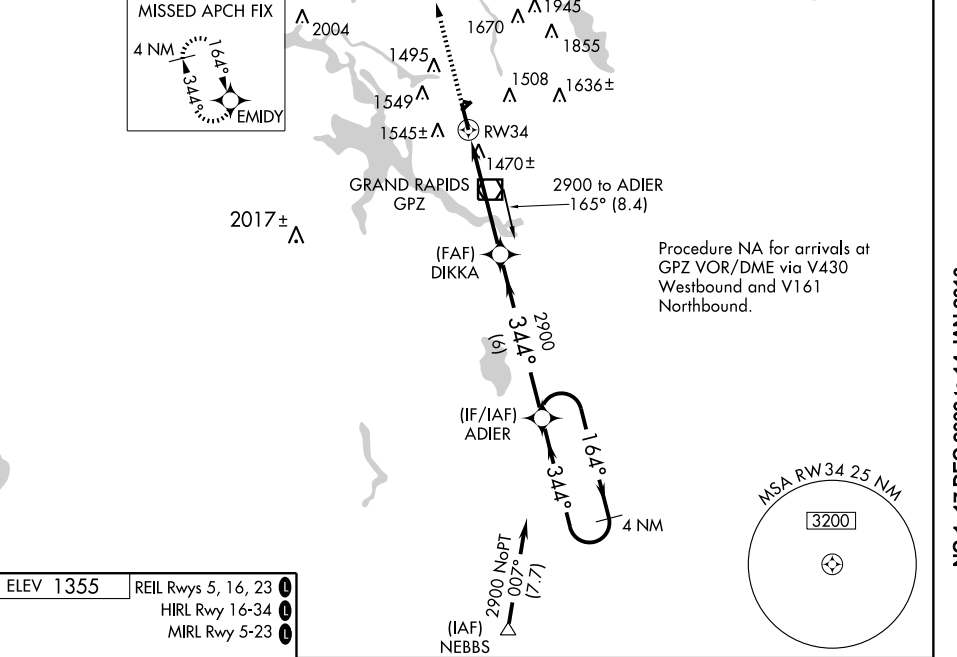 MISSED APCH FIX
4 NM
164°
344°
EMIDY
2004
1670
1945
1855
1495
1508
1636±
1549
1545±
RW34
1470±
GRAND RAPIDS
GPZ
2900 to ADIER
165° (8.4)
2017±
(FAF)
DIKKA
Procedure NA for arrivals at
GPZ VOR/DME via V430
Westbound and V161
Northbound.
2900
344°
(6)
(IF/IAF)
ADIER
164°
344°
4 NM
MSA RW34 25 NM
3200
2900 NoPT
007°
(7.7)
(IAF)
NEBBS
ELEV 1355
REIL Rwys 5, 16, 23 L
HIRL Rwy 16-34 L
MIRL Rwy 5-23 L